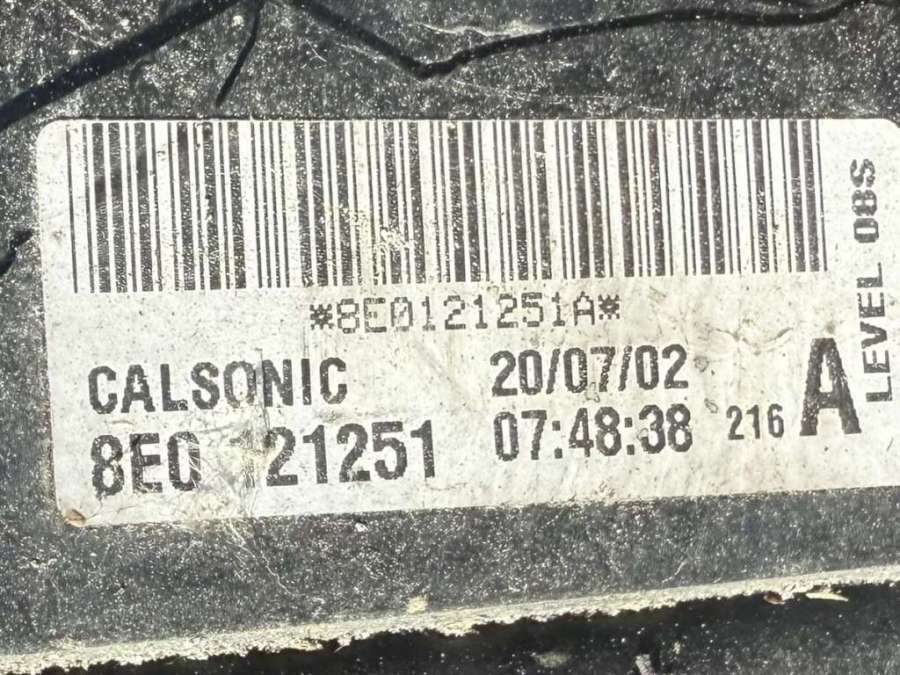 *8E0121251A*
CALSONIC
20/07/02
8E0 121251
07:48:38
216
A
LEVEL 08S